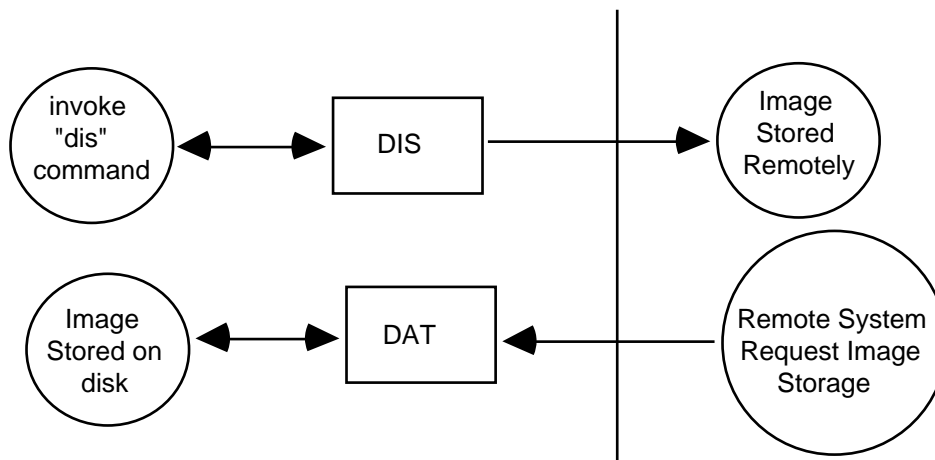 invoke
"dis"
command
DIS
Image
Stored
Remotely
Image
Stored on
disk
DAT
Remote System
Request Image
Storage